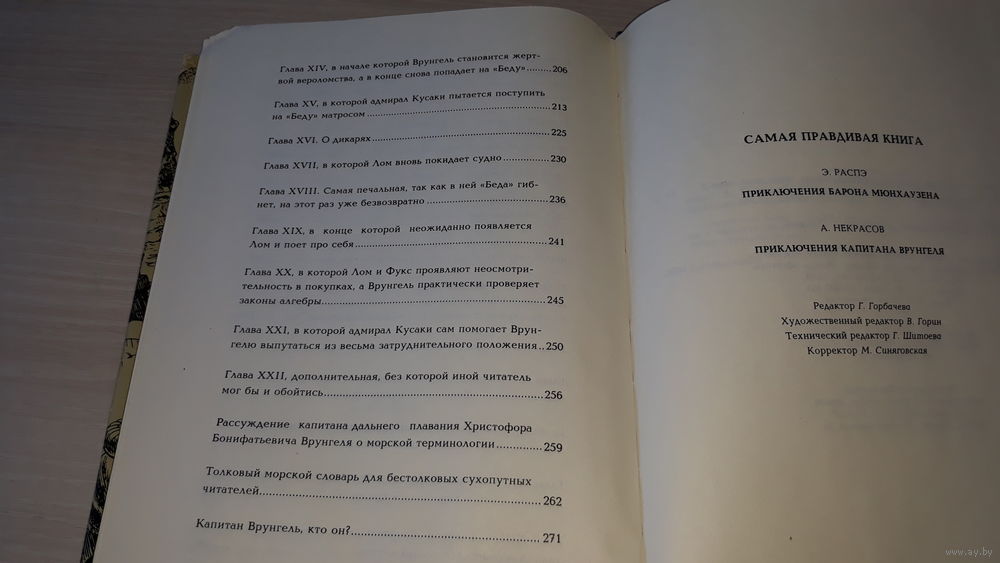 Глава XIV, в начале которой Врунгель становится жерт-
вой вероломства, а в конце снова попадает на «Беду»........206
Глава XV, в которой адмирал Кусаки пытается поступить
на «Беду» матросом..........213
Глава XVI. О дикарях..........225
Глава XVII, в которой Лом вновь покидает судно..........230
Глава XVIII. Самая печальная, так как в ней «Беда» гиб-
нет, на этот раз уже безвозвратно..........236
Глава XIX, в конце которой неожиданно появляется
Лом и поет про себя..........241
Глава XX, в которой Лом и Фукс проявляют неосмотри-
тельность в покупках, а Врунгель практически проверяет
законы алгебры..........245
Глава XXI, в которой адмирал Кусаки сам помогает Врун-
гелю выпутаться из весьма затруднительного положения..250
Глава XXII, дополнительная, без которой иной читатель
мог бы и обойтись..........256
Рассуждение капитана дальнего плавания Христофора
Бонифатьевича Врунгеля о морской терминологии..........259
Толковый морской словарь для бестолковых сухопутных
читателей..........262
Капитан Врунгель, кто он?..........271
САМАЯ ПРАВДИВАЯ КНИГА
Э. РАСПЭ
ПРИКЛЮЧЕНИЯ БАРОНА МЮНХАУЗЕНА
А. НЕКРАСОВ
ПРИКЛЮЧЕНИЯ КАПИТАНА ВРУНГЕЛЯ
Редактор Г. Горбачева
Художественный редактор В. Горин
Технический редактор Г. Шитоева
Корректор М. Синяговская
www.ay.by